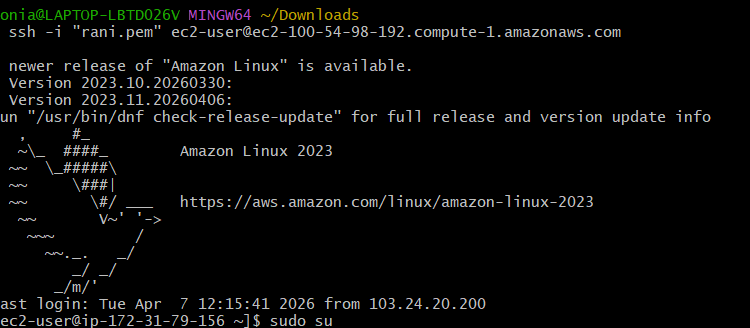 onia@LAPTOP-LBTDO26V MINGW64 ~/Downloads
ssh -i "rani.pem" ec2-user@ec2-100-54-98-192.compute-1.amazonaws.com
newer release of "Amazon Linux" is available.
Version 2023.10.20260330:
Version 2023.11.20260406:
un "/usr/bin/dnf check-release-update" for full release and version update info
   ,     #_
  ~\_  ####_        Amazon Linux 2023
 ~~  \_#####\
 ~~     \###|
 ~~       \#/ ___   https://aws.amazon.com/linux/amazon-linux-2023
  ~~       V~' '->
   ~~~         /
     ~~._.   _/
        _/ _/
      _/m/'
ast login: Tue Apr  7 12:15:41 2026 from 103.24.20.200
ec2-user@ip-172-31-79-156 ~]$ sudo su